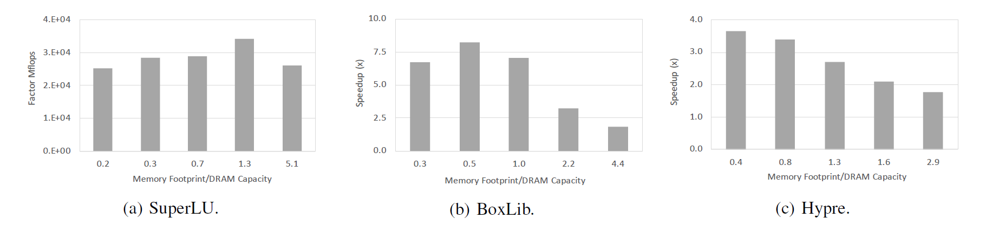 4.E+04
3.E+04
2.E+04
1.E+04
0.E+00
Factor Mflops
0.2 0.3 0.7 1.3 5.1
Memory Footprint/DRAM Capacity
(a) SuperLU.
10.0
7.5
5.0
2.5
0.0
Speedup (x)
0.3 0.5 1.0 2.2 4.4
Memory Footprint/DRAM Capacity
(b) BoxLib.
4.0
3.0
2.0
1.0
0.0
Speedup (x)
0.4 0.8 1.3 1.6 2.9
Memory Footprint/DRAM Capacity
(c) Hypre.